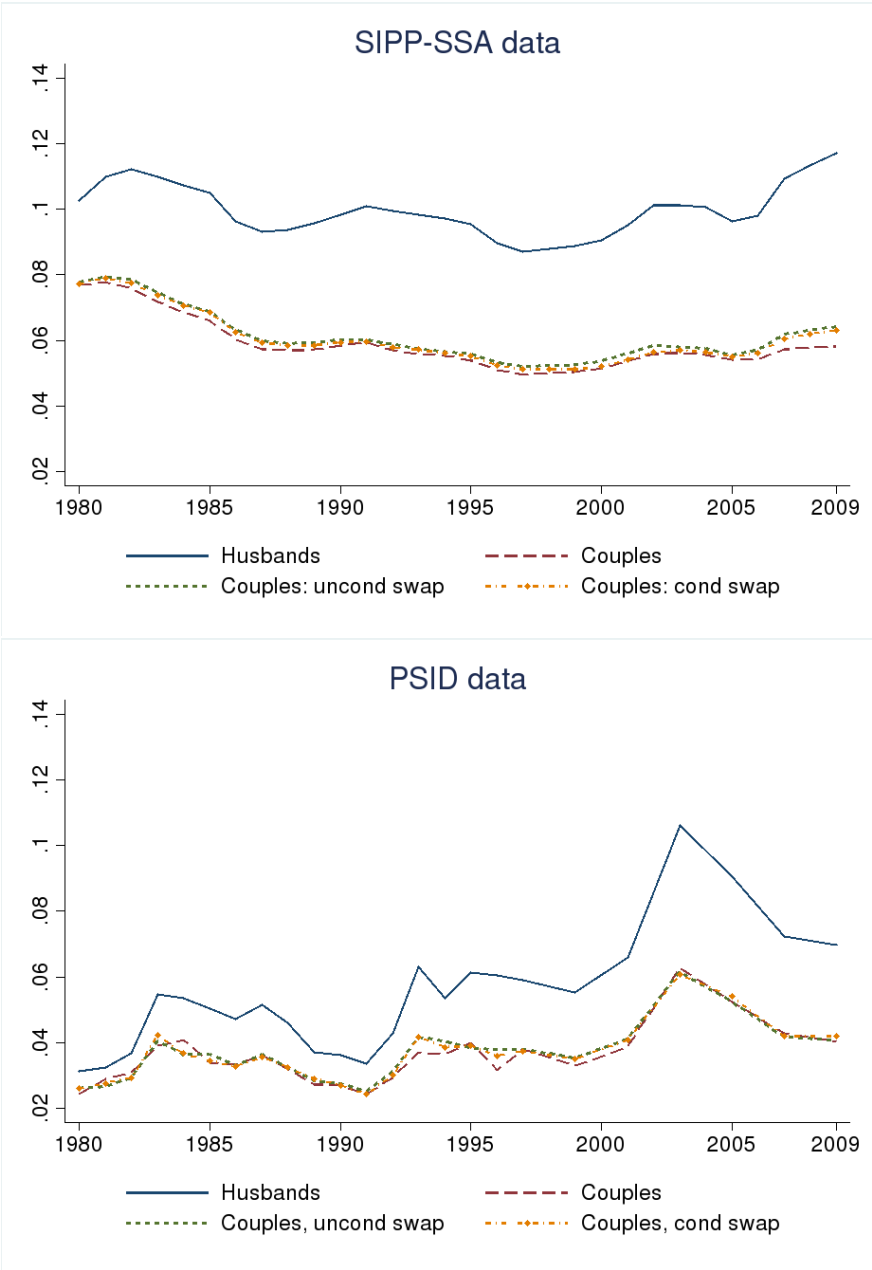 SIPP-SSA data
.14
.12
.1
.08
.06
.04
.02
1980 1985 1990 1995 2000 2005 2009
Husbands Couples
Couples: uncond swap Couples: cond swap
PSID data
.14
.12
.1
.08
.06
.04
.02
1980 1985 1990 1995 2000 2005 2009
Husbands Couples
Couples, uncond swap Couples, cond swap